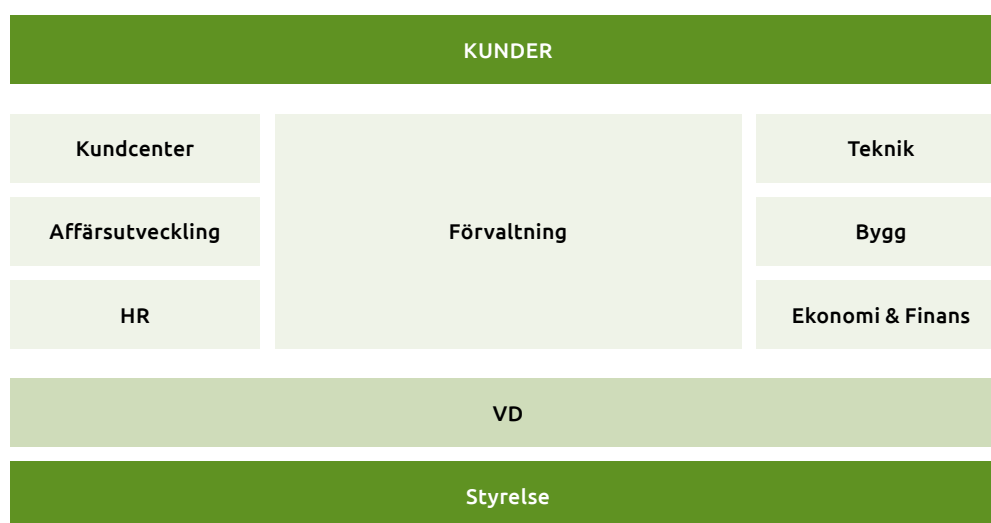 KUNDER
Kundcenter
Affärsutveckling
HR
Förvaltning
Teknik
Bygg
Ekonomi & Finans
VD
Styrelse